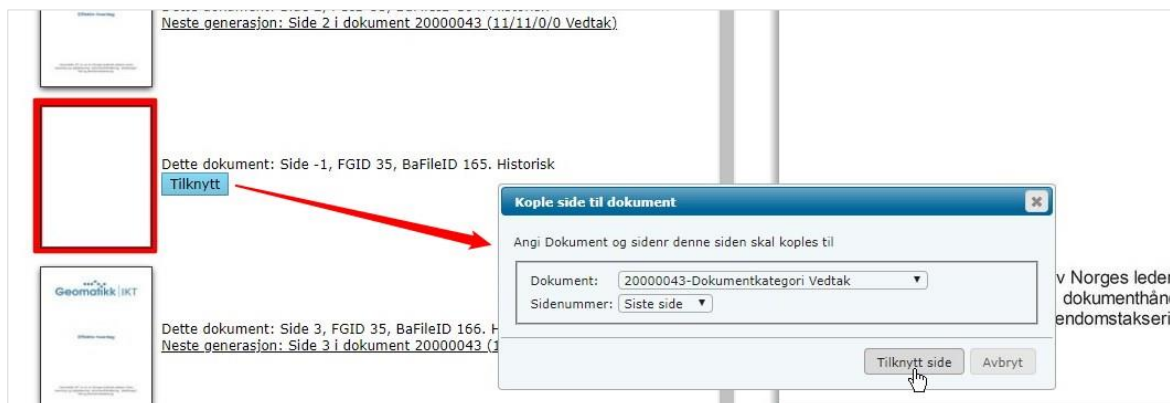 Neste generasjon: Side 2 i dokument 20000043 (11/11/0/0 Vedtak)
Dette dokument: Side -1, FGID 35, BaFileID 165. Historisk
Tilknytt
Kople side til dokument
Angi Dokument og sidenr denne siden skal koples til
Dokument: 20000043-Dokumentkategori Vedtak
Sidenummer: Siste side
Tilknytt side Avbryt
v Norges leder
dokumenthån
endomstakseri
Geomatikk IKT
Dette dokument: Side 3, FGID 35, BaFileID 166. H
Neste generasjon: Side 3 i dokument 20000043 (1